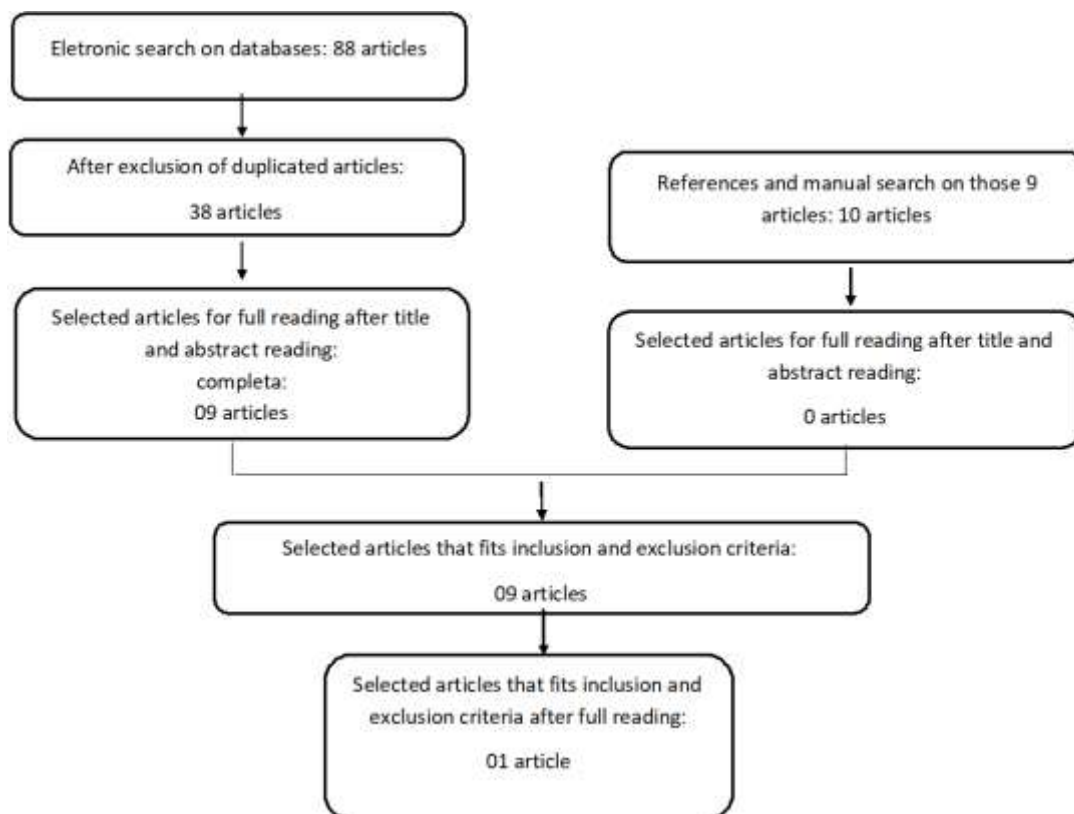 Eletronic search on databases: 88 articles
After exclusion of duplicated articles:
38 articles
References and manual search on those 9
articles: 10 articles
Selected articles for full reading after title
and abstract reading:
completa:
09 articles
Selected articles for full reading after title and
abstract reading:
0 articles
Selected articles that fits inclusion and exclusion criteria:
09 articles
Selected articles that fits inclusion and
exclusion criteria after full reading:
01 article